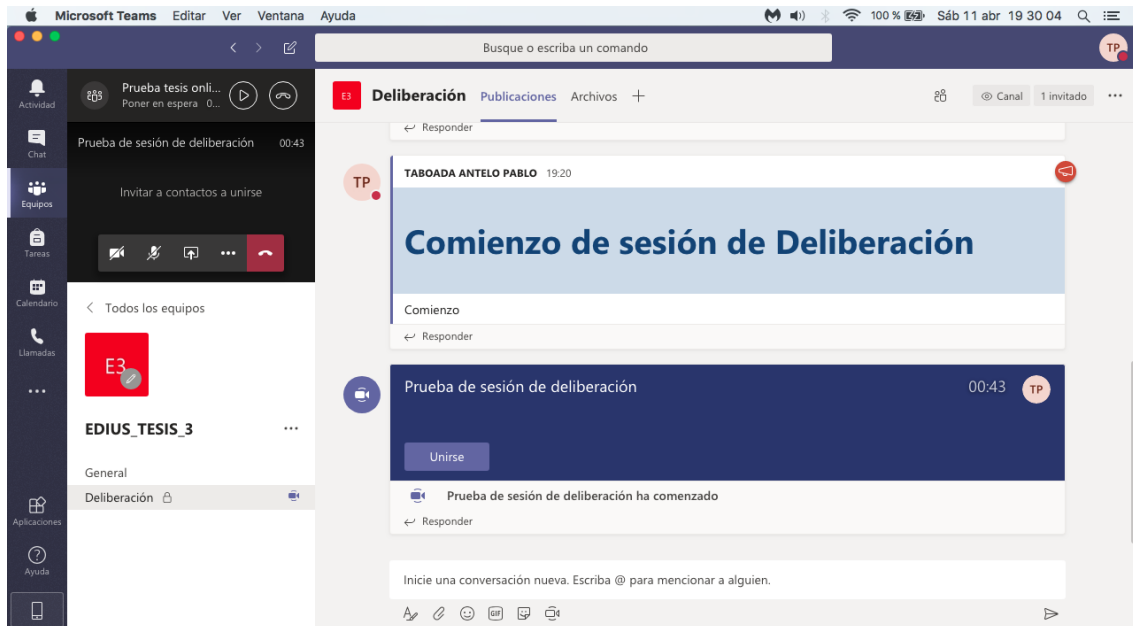 Microsoft Teams Editar Ver Ventana Ayuda 100 % Sáb 11 abr 19 30 04
Busque o escriba un comando
TP
Actividad
Chat
Equipos
Tareas
Calendario
Llamadas
Aplicaciones
Ayuda
Prueba tesis onli...
Poner en espera 0...
Prueba de sesión de deliberación 00:43
Invitar a contactos a unirse
Todos los equipos
E3
EDIUS_TESIS_3
General
Deliberación
E3 Deliberación Publicaciones Archivos Canal 1 invitado
Responder
TP
TABOADA ANTELO PABLO 19:20
Comienzo de sesión de Deliberación
Comienzo
Responder
Prueba de sesión de deliberación 00:43 TP
Unirse
Prueba de sesión de deliberación ha comenzado
Responder
Inicie una conversación nueva. Escriba @ para mencionar a alguien.
GIF